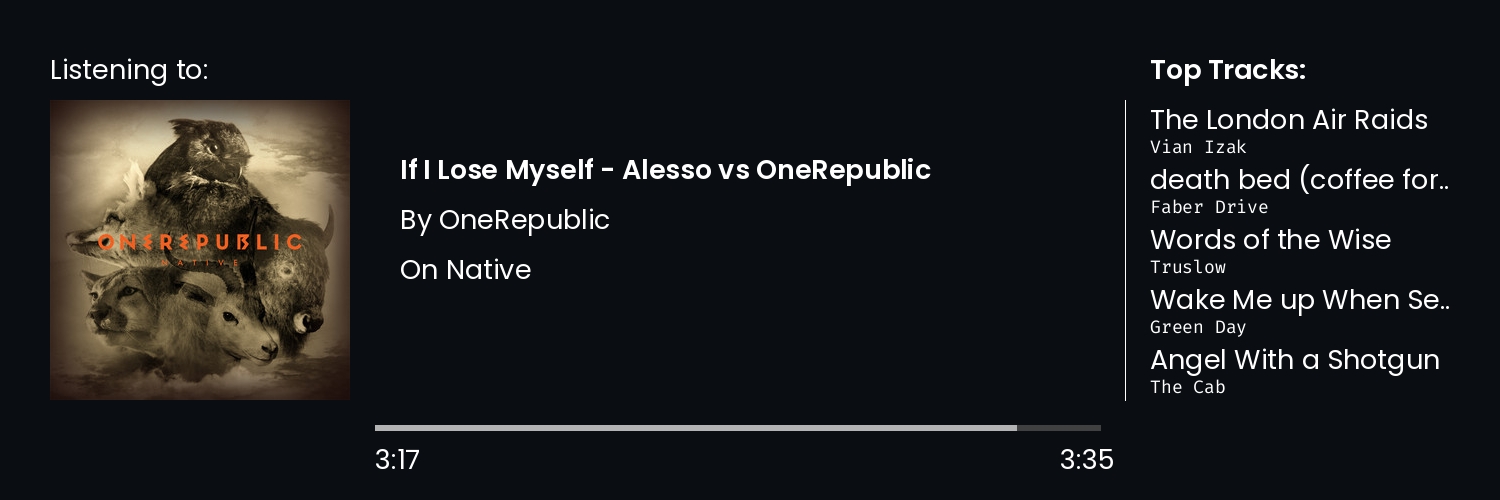 Listening to:
ONEREPUBLIC
NATIVE
If I Lose Myself - Alesso vs OneRepublic
By OneRepublic
On Native
3:17
3:35
Top Tracks:
The London Air Raids
Vian Izak
death bed (coffee for..
Faber Drive
Words of the Wise
Truslow
Wake Me up When Se..
Green Day
Angel With a Shotgun
The Cab